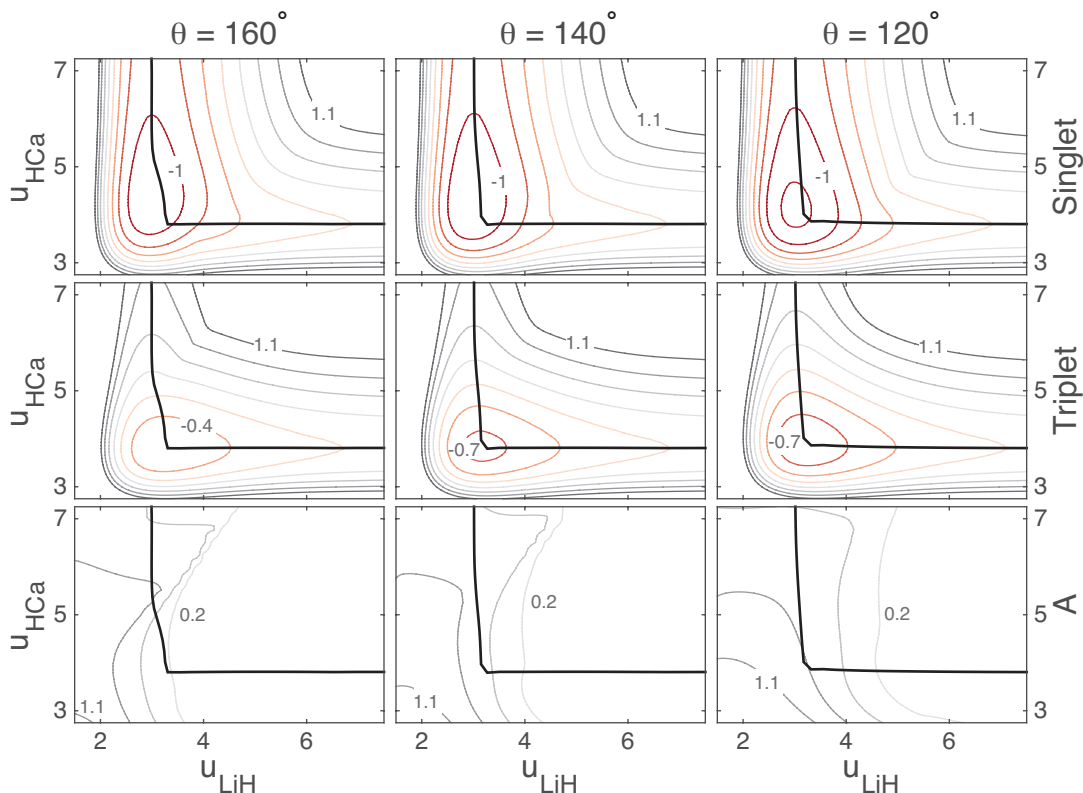 θ = 160° θ = 140° θ = 120°
7 7
1.1 1.1 1.1
u_HCa 5 -1 -1 -1 5 Singlet
3 3
7 7
1.1 1.1 1.1
u_HCa 5 5 Triplet
-0.4 -0.7 -0.7
3 3
7 7
u_HCa 5 0.2 0.2 0.2 5 A
1.1 1.1 1.1
3 3
2 4 6 2 4 6 2 4 6
u_LiH u_LiH u_LiH